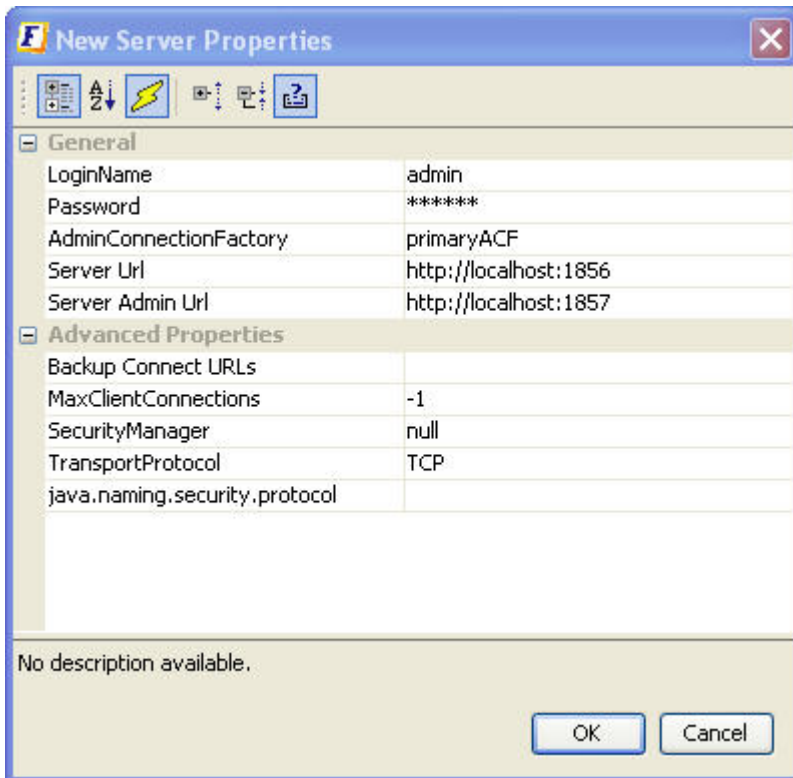 New Server Properties
General
LoginName admin
Password ******
AdminConnectionFactory primaryACF
Server Url http://localhost:1856
Server Admin Url http://localhost:1857
Advanced Properties
Backup Connect URLs
MaxClientConnections -1
SecurityManager null
TransportProtocol TCP
java.naming.security.protocol
No description available.
OK Cancel